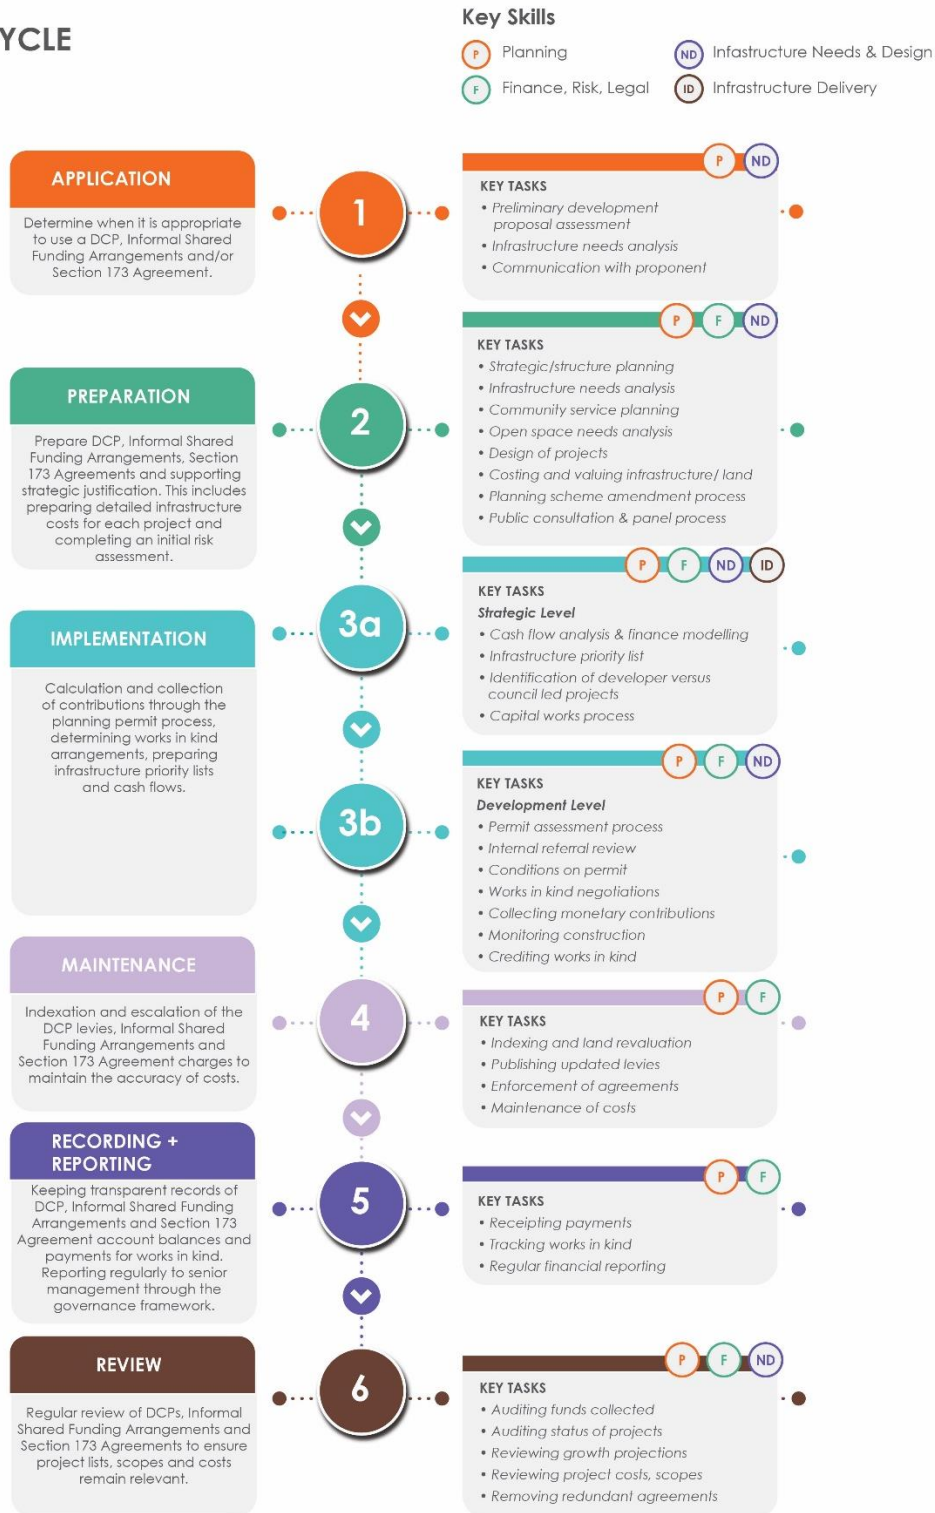 YCLE
Key Skills
P Planning
ND Infastructure Needs & Design
F Finance, Risk, Legal
ID Infrastructure Delivery
APPLICATION
Determine when it is appropriate
to use a DCP, Informal Shared
Funding Arrangements and/or
Section 173 Agreement.
1
P ND
KEY TASKS
• Preliminary development
proposal assessment
• Infrastructure needs analysis
• Communication with proponent
PREPARATION
Prepare DCP, Informal Shared
Funding Arrangements, Section
173 Agreements and supporting
strategic justification. This includes
preparing detailed infrastructure
costs for each project and
completing an initial risk
assessment.
2
P F ND
KEY TASKS
• Strategic/structure planning
• Infrastructure needs analysis
• Community service planning
• Open space needs analysis
• Design of projects
• Costing and valuing infrastructure/ land
• Planning scheme amendment process
• Public consultation & panel process
IMPLEMENTATION
Calculation and collection
of contributions through the
planning permit process,
determining works in kind
arrangements, preparing
infrastructure priority lists
and cash flows.
3a
P F ND ID
KEY TASKS
Strategic Level
• Cash flow analysis & finance modelling
• Infrastructure priority list
• Identification of developer versus
council led projects
• Capital works process
3b
P F ND
KEY TASKS
Development Level
• Permit assessment process
• Internal referral review
• Conditions on permit
• Works in kind negotiations
• Collecting monetary contributions
• Monitoring construction
• Crediting works in kind
MAINTENANCE
Indexation and escalation of the
DCP levies, Informal Shared
Funding Arrangements and
Section 173 Agreement charges to
maintain the accuracy of costs.
4
P F
KEY TASKS
• Indexing and land revaluation
• Publishing updated levies
• Enforcement of agreements
• Maintenance of costs
RECORDING +
REPORTING
Keeping transparent records of
DCP, Informal Shared Funding
Arrangements and Section 173
Agreement account balances and
payments for works in kind.
Reporting regularly to senior
management through the
governance framework.
5
P F
KEY TASKS
• Receipting payments
• Tracking works in kind
• Regular financial reporting
REVIEW
Regular review of DCPs, Informal
Shared Funding Arrangements and
Section 173 Agreements to ensure
project lists, scopes and costs
remain relevant.
6
P F ND
KEY TASKS
• Auditing funds collected
• Auditing status of projects
• Reviewing growth projections
• Reviewing project costs, scopes
• Removing redundant agreements